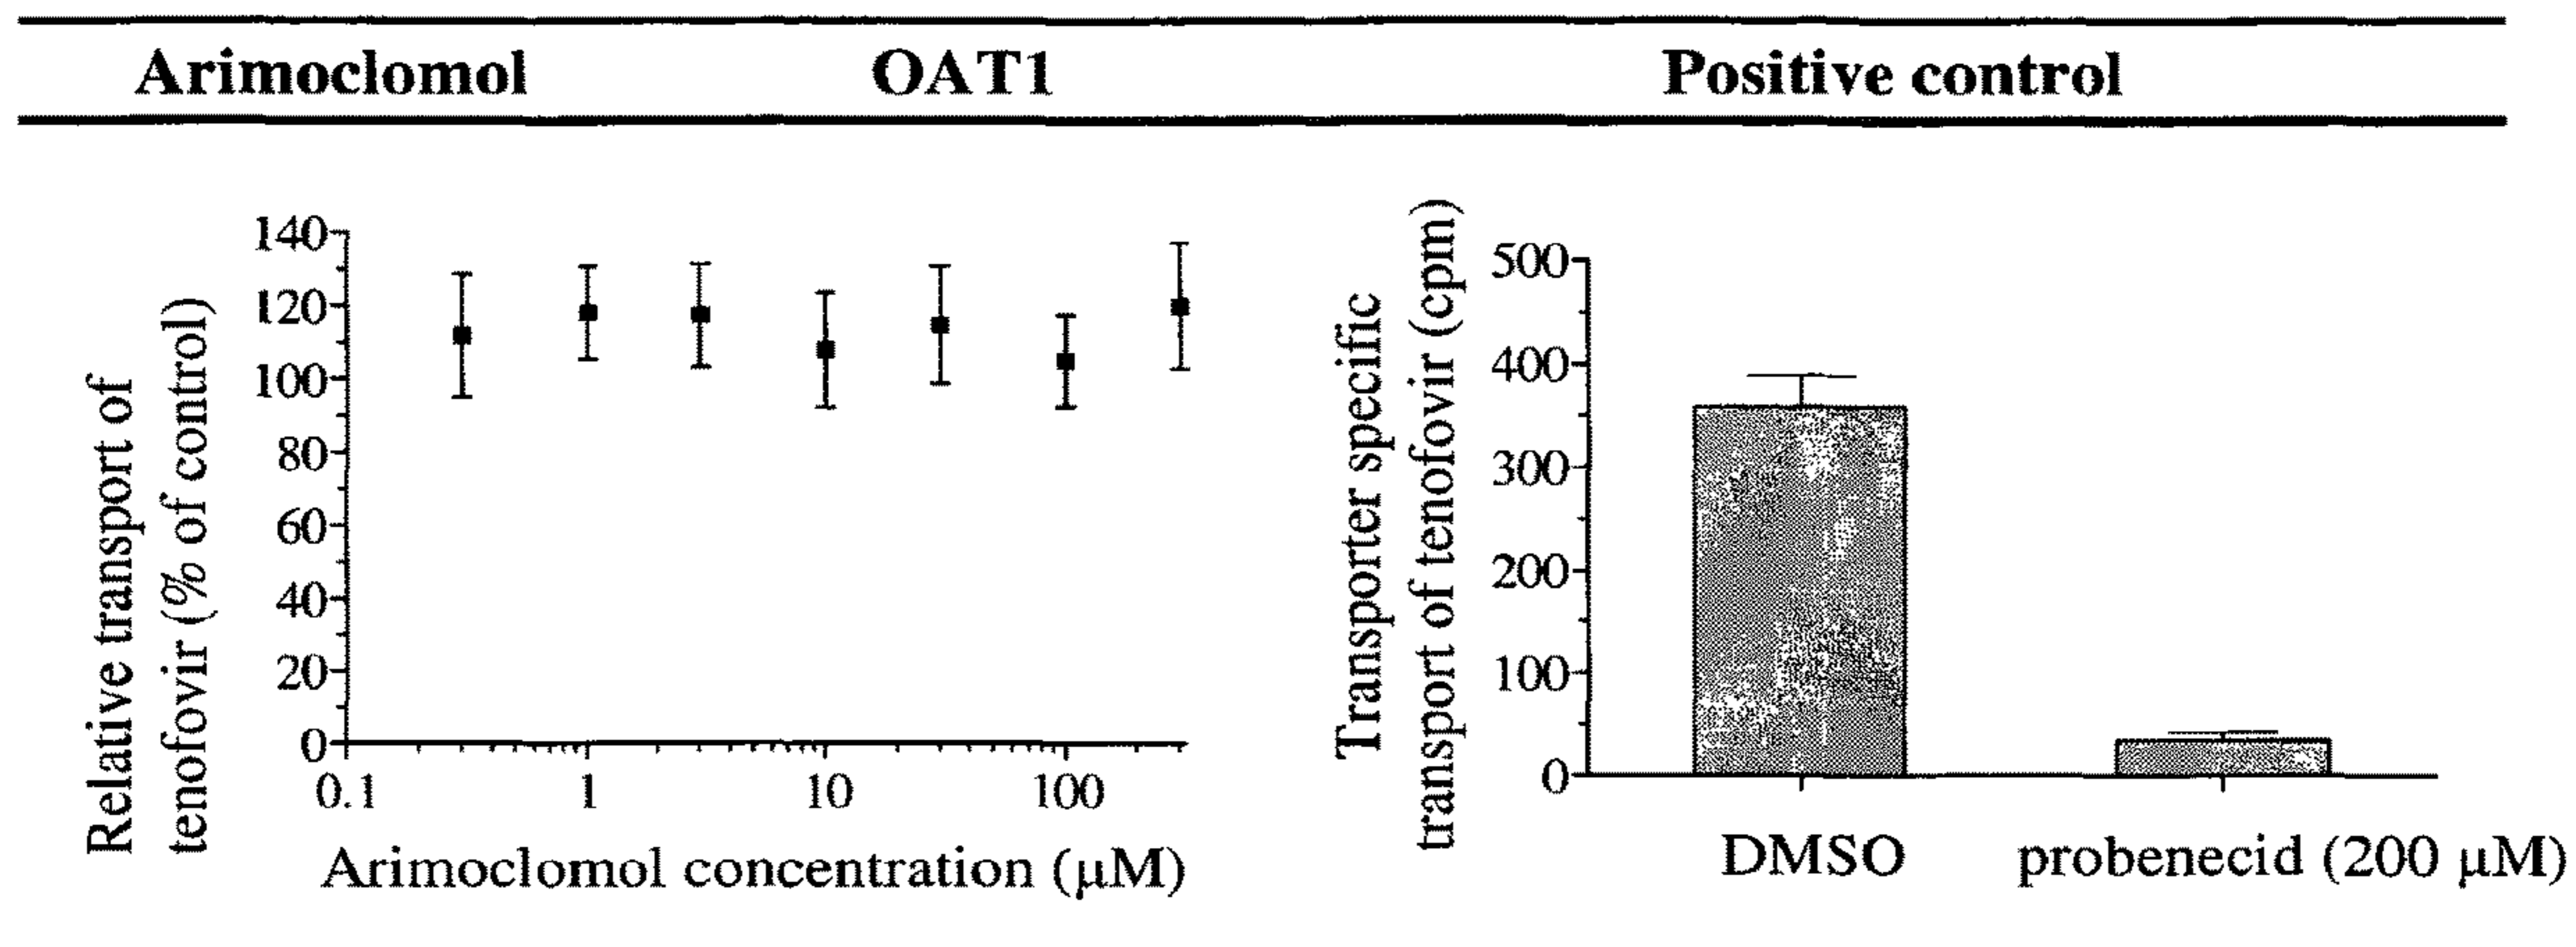 Arimoclomol OAT1 Positive control
Relative transport of
tenofovir (% of control)
140
120
100
80
60
40
20
0
0.1 1 10 100
Arimoclomol concentration (μM)
Transporter specific
transport of tenofovir (cpm)
500
400
300
200
100
0
DMSO probenecid (200 μM)